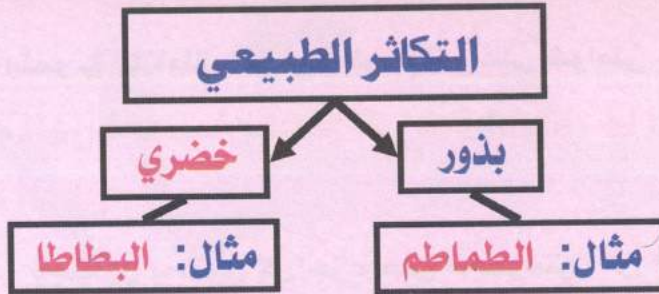 التكاثر الطبيعي
بذور
خضري
مثال: الطماطم
مثال: البطاطا